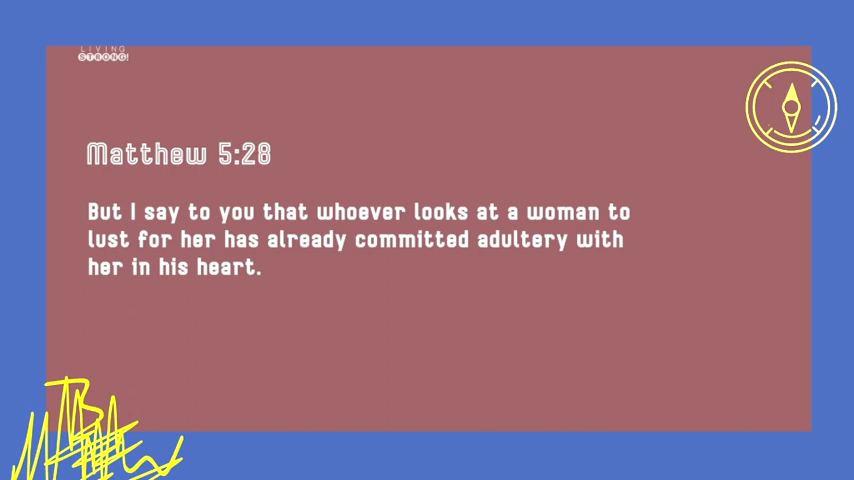 LIVING
STRONG!
Matthew 5:28
But I say to you that whoever looks at a woman to
lust for her has already committed adultery with
her in his heart.